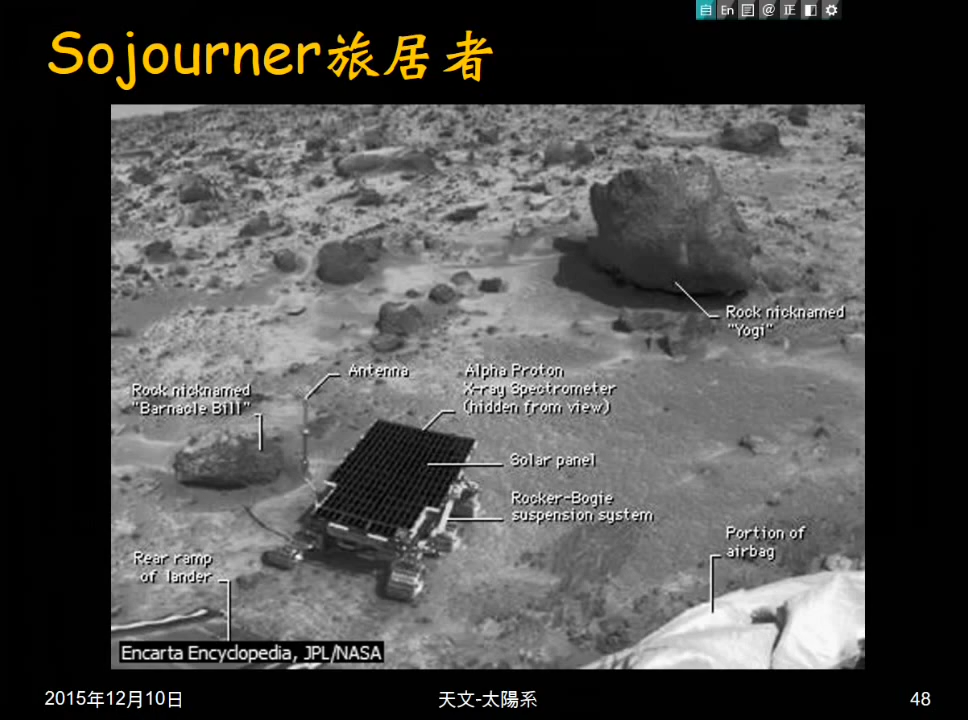 自 En @ 正
Sojourner旅居者
Rock nicknamed
"Yogi"
Antenna
Alpha Proton
X-ray Spectrometer
(hidden from view)
Rock nicknamed
"Barnacle Bill"
Solar panel
Rocker-Bogie
suspension system
Portion of
airbag
Rear ramp
of lander
Encarta Encyclopedia, JPL/NASA
2015年12月10日
天文-太陽系
48